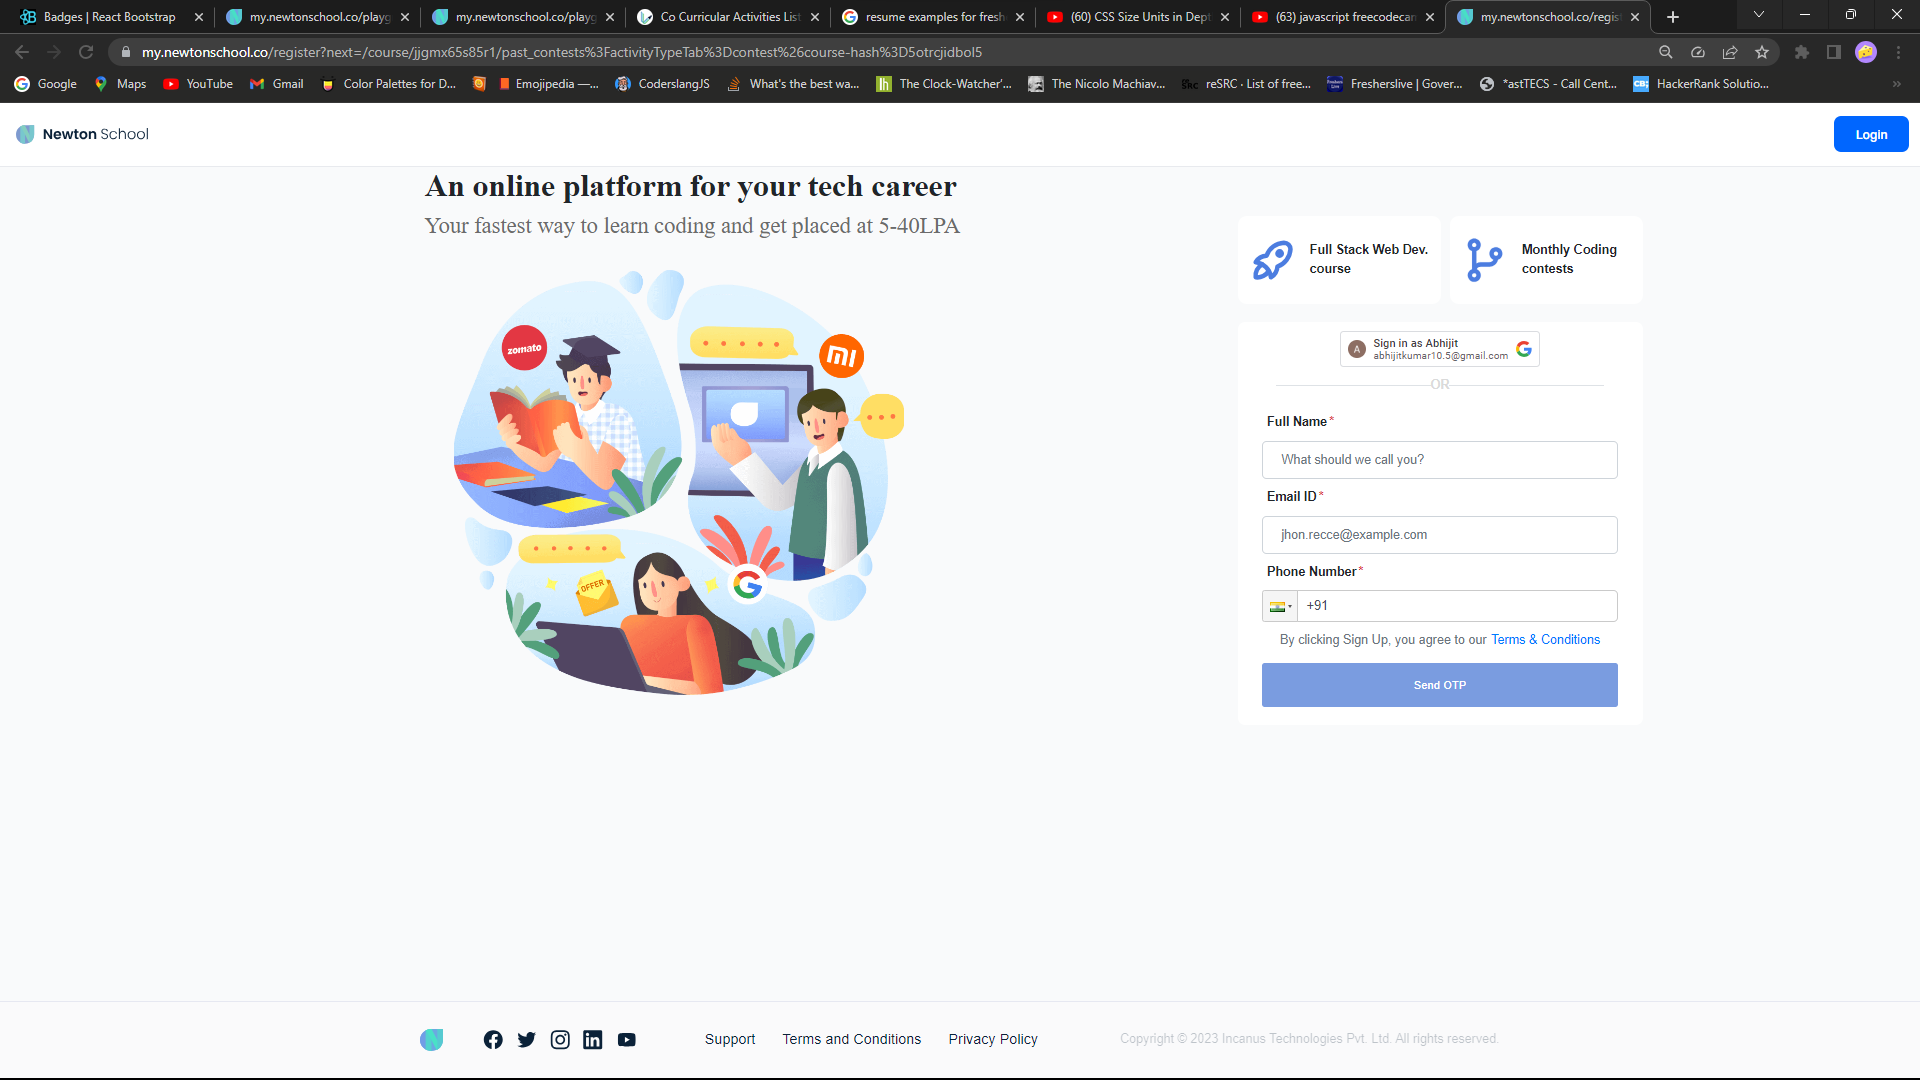 Badges | React Bootstrap
my.newtonschool.co/playg
my.newtonschool.co/playg
Co Curricular Activities List
resume examples for fresh
(60) CSS Size Units in Dept
(63) javascript freecodecam
my.newtonschool.co/regist
my.newtonschool.co/register?next=/course/jjgmx65s85r1/past_contests%3FactivityTypeTab%3Dcontest%26course-hash%3D5otrcjidbol5
Google
Maps
YouTube
Gmail
Color Palettes for D...
Emojipedia —...
CoderslangJS
What's the best wa...
The Clock-Watcher'...
The Nicolo Machiav...
reSRC · List of free...
Fresherslive | Gover...
*astTECS - Call Cent...
HackerRank Solutio...
Newton School
Login
An online platform for your tech career
Your fastest way to learn coding and get placed at 5-40LPA
zomato
OFFER
Full Stack Web Dev.
course
Monthly Coding
contests
A
Sign in as Abhijit
abhijitkumar10.5@gmail.com
OR
Full Name*
What should we call you?
Email ID*
jhon.recce@example.com
Phone Number*
+91
By clicking Sign Up, you agree to our Terms & Conditions
Send OTP
Support
Terms and Conditions
Privacy Policy
Copyright © 2023 Incanus Technologies Pvt. Ltd. All rights reserved.